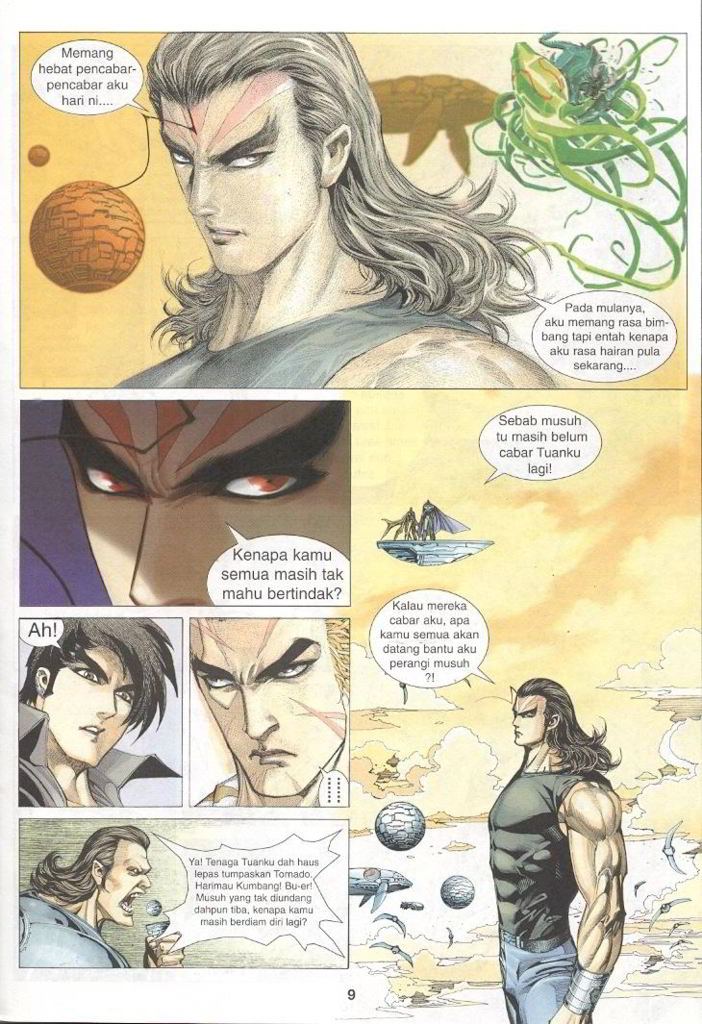 Memang
hebat pencabar-
pencabar aku
hari ni....
Pada mulanya,
aku memang rasa bim-
bang tapi entah kenapa
aku rasa hairan pula
sekarang....
Kenapa kamu
semua masih tak
mahu bertindak?
Sebab musuh
tu masih belum
cabar Tuanku
lagi!
Kalau mereka
cabar aku, apa
kamu semua akan
datang bantu aku
perangi musuh
?!
Ah!
Ya! Tenaga Tuanku dah haus
lepas tumpaskan Tornado.
Harimau Kumbang! Bu-er!
Musuh yang tak diundang
dahpun tiba, kenapa kamu
masih berdiam diri lagi?
9